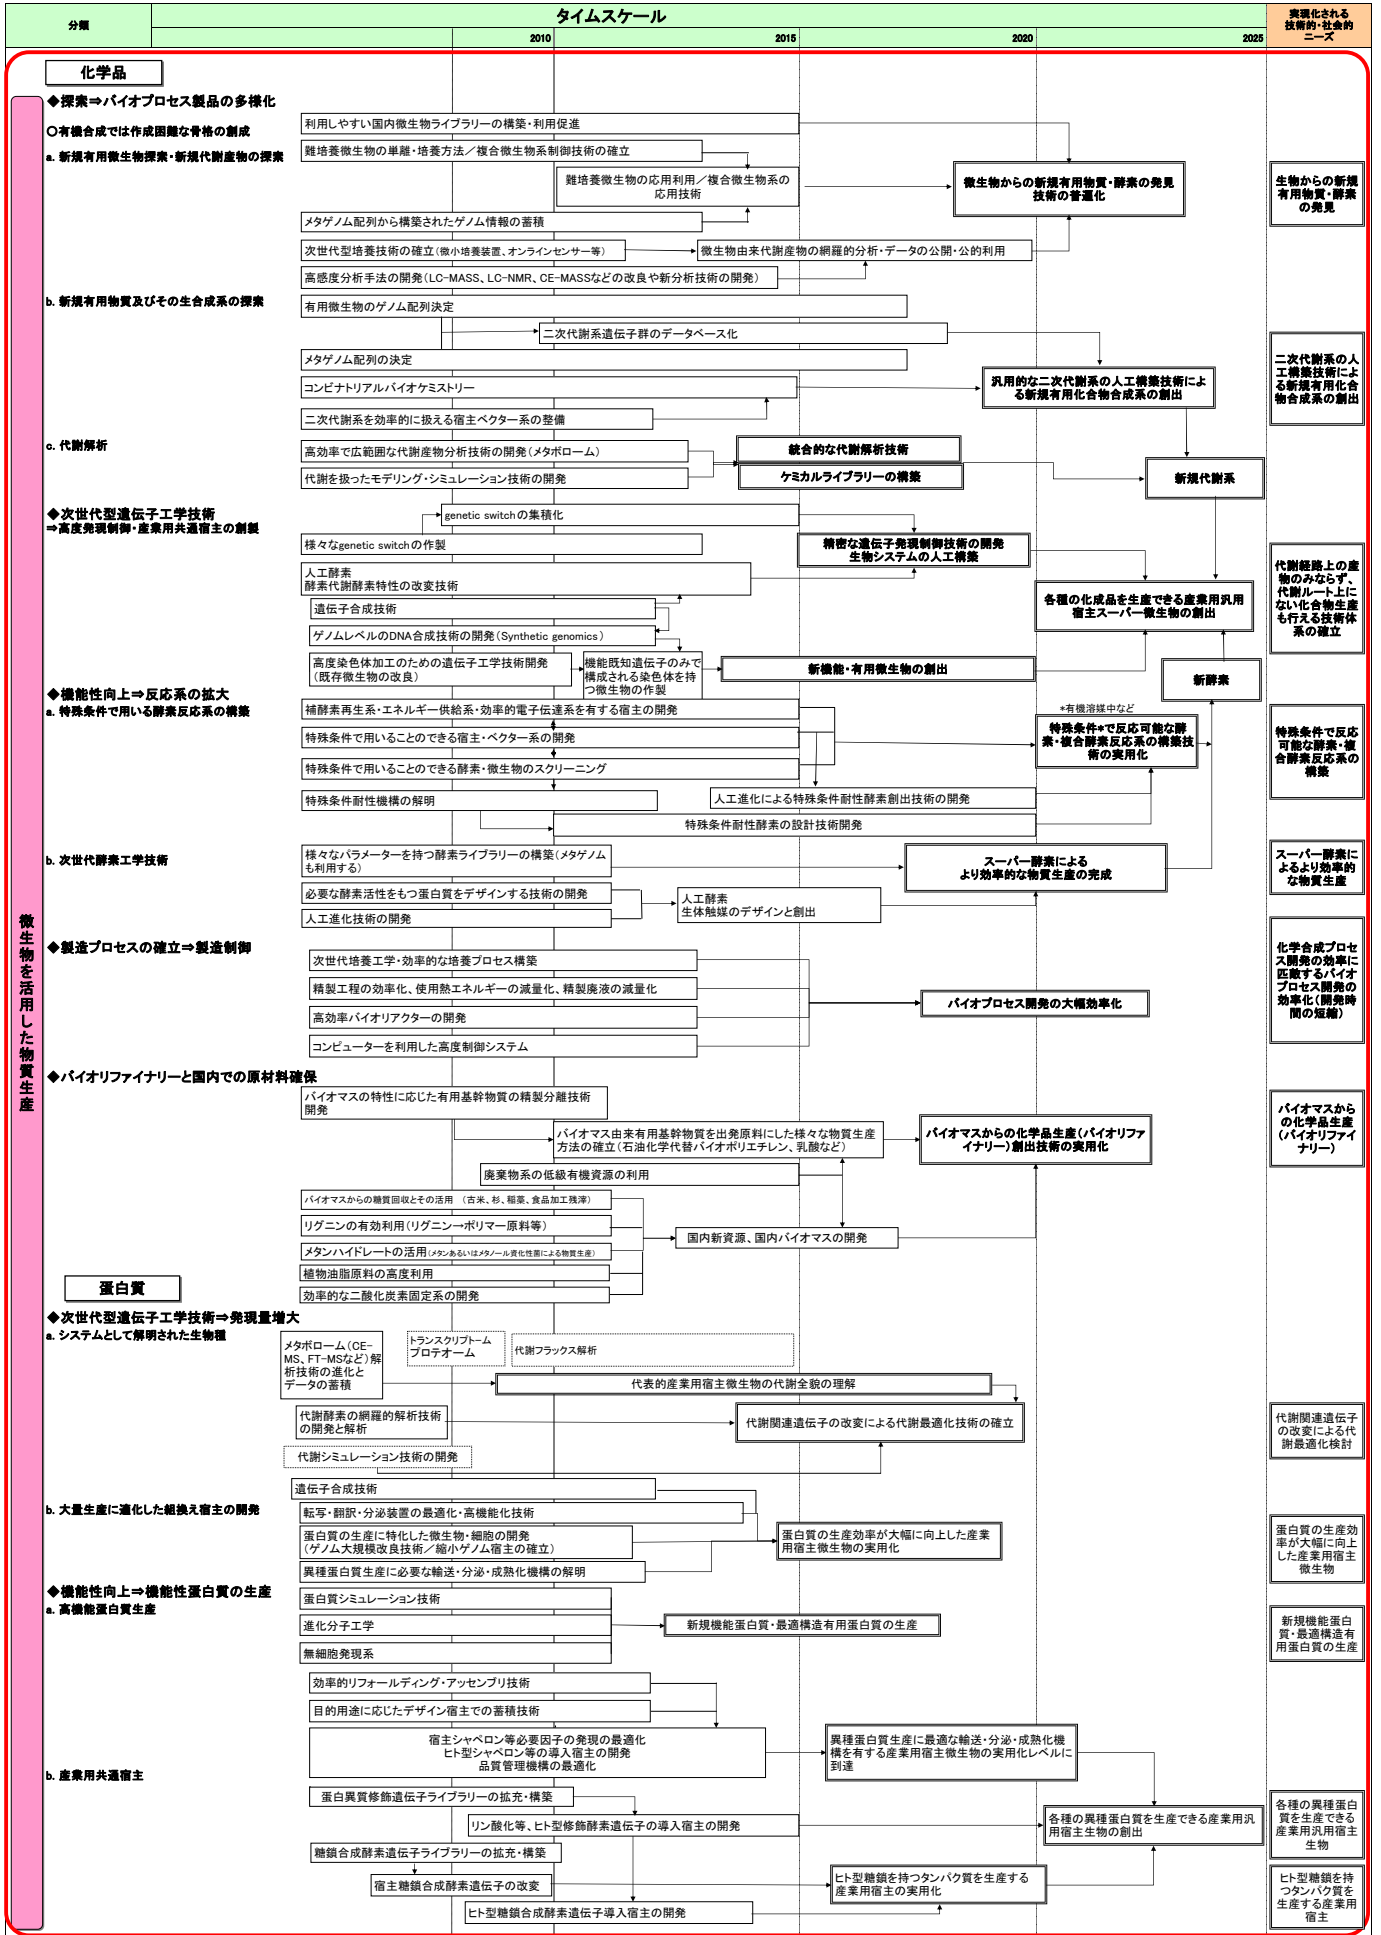 分類
タイムスケール
2010
2015
2020
2025
実現化される
技術的・社会的
ニーズ
微生物を活用した物質生産
化学品
◆探索⇒バイオプロセス製品の多様化
○有機合成では作成困難な骨格の創成
a. 新規有用微生物探索・新規代謝産物の探索
利用しやすい国内微生物ライブラリーの構築・利用促進
難培養微生物の単離・培養方法／複合微生物系制御技術の確立
難培養微生物の応用利用／複合微生物系の
応用技術
メタゲノム配列から構築されたゲノム情報の蓄積
次世代型培養技術の確立(微小培養装置、オンラインセンサー等)
微生物由来代謝産物の網羅的分析・データの公開・公的利用
高感度分析手法の開発(LC-MASS、LC-NMR、CE-MASSなどの改良や新分析技術の開発)
微生物からの新規有用物質・酵素の発見
技術の普遍化
生物からの新規
有用物質・酵素
の発見
b. 新規有用物質及びその生合成系の探索
有用微生物のゲノム配列決定
二次代謝系遺伝子群のデータベース化
メタゲノム配列の決定
コンビナトリアルバイオケミストリー
二次代謝系を効率的に扱える宿主ベクター系の整備
汎用的な二次代謝系の人工構築技術によ
る新規有用化合物合成系の創出
二次代謝系の人
工構築技術によ
る新規有用化合
物合成系の創出
c. 代謝解析
高効率で広範囲な代謝産物分析技術の開発(メタボローム)
代謝を扱ったモデリング・シミュレーション技術の開発
統合的な代謝解析技術
ケミカルライブラリーの構築
新規代謝系
◆次世代型遺伝子工学技術
⇒高度発現制御・産業用共通宿主の創製
genetic switchの集積化
様々なgenetic switchの作製
人工酵素
酵素代謝酵素特性の改変技術
遺伝子合成技術
ゲノムレベルのDNA合成技術の開発(Synthetic genomics)
高度染色体加工のための遺伝子工学技術開発
(既存微生物の改良)
機能既知遺伝子のみで
構成される染色体を持
つ微生物の作製
精密な遺伝子発現制御技術の開発
生物システムの人工構築
各種の化成品を生産できる産業用汎用
宿主スーパー微生物の創出
新機能・有用微生物の創出
新酵素
代謝経路上の産
物のみならず、
代謝ルート上に
ない化合物生産
も行える技術体
系の確立
◆機能性向上⇒反応系の拡大
a. 特殊条件で用いる酵素反応系の構築
補酵素再生系・エネルギー供給系・効率的電子伝達系を有する宿主の開発
特殊条件で用いることのできる宿主・ベクター系の開発
特殊条件で用いることのできる酵素・微生物のスクリーニング
特殊条件耐性機構の解明
人工進化による特殊条件耐性酵素創出技術の開発
特殊条件耐性酵素の設計技術開発
*有機溶媒中など
特殊条件*で反応可能な酵
素・複合酵素反応系の構築技
術の実用化
特殊条件で反応
可能な酵素・複
合酵素反応系の
構築
b. 次世代酵素工学技術
様々なパラメーターを持つ酵素ライブラリーの構築(メタゲノム
も利用する)
必要な酵素活性をもつ蛋白質をデザインする技術の開発
人工進化技術の開発
人工酵素
生体触媒のデザインと創出
スーパー酵素による
より効率的な物質生産の完成
スーパー酵素に
よるより効率的
な物質生産
◆製造プロセスの確立⇒製造制御
次世代培養工学・効率的な培養プロセス構築
精製工程の効率化、使用熱エネルギーの減量化、精製廃液の減量化
高効率バイオリアクターの開発
コンピューターを利用した高度制御システム
バイオプロセス開発の大幅効率化
化学合成プロセ
ス開発の効率に
匹敵するバイオ
プロセス開発の
効率化(開発時
間の短縮)
◆バイオリファイナリーと国内での原材料確保
バイオマスの特性に応じた有用基幹物質の精製分離技術
開発
バイオマス由来有用基幹物質を出発原料にした様々な物質生産
方法の確立(石油化学代替バイオポリエチレン、乳酸など)
廃棄物系の低級有機資源の利用
バイオマスからの糖質回収とその活用　(古米、杉、稲藁、食品加工残滓)
リグニンの有効利用(リグニン→ポリマー原料等)
メタンハイドレートの活用(メタンあるいはメタノール資化性菌による物質生産)
植物油脂原料の高度利用
効率的な二酸化炭素固定系の開発
国内新資源、国内バイオマスの開発
バイオマスからの化学品生産(バイオリファ
イナリー)創出技術の実用化
バイオマスから
の化学品生産
(バイオリファイ
ナリー)
蛋白質
◆次世代型遺伝子工学技術⇒発現量増大
a. システムとして解明された生物種
メタボローム(CE-
MS、FT-MSなど)解
析技術の進化と
データの蓄積
トランスクリプトーム
プロテオーム
代謝フラックス解析
代表的産業用宿主微生物の代謝全貌の理解
代謝酵素の網羅的解析技術
の開発と解析
代謝シミュレーション技術の開発
代謝関連遺伝子の改変による代謝最適化技術の確立
代謝関連遺伝子
の改変による代
謝最適化検討
遺伝子合成技術
b. 大量生産に適化した組換え宿主の開発
転写・翻訳・分泌装置の最適化・高機能化技術
蛋白質の生産に特化した微生物・細胞の開発
(ゲノム大規模改良技術／縮小ゲノム宿主の確立)
異種蛋白質生産に必要な輸送・分泌・成熟化機構の解明
蛋白質の生産効率が大幅に向上した産業
用宿主微生物の実用化
蛋白質の生産効
率が大幅に向上
した産業用宿主
微生物
◆機能性向上⇒機能性蛋白質の生産
a. 高機能蛋白質生産
蛋白質シミュレーション技術
進化分子工学
無細胞発現系
新規機能蛋白質・最適構造有用蛋白質の生産
新規機能蛋白
質・最適構造有
用蛋白質の生産
効率的リフォールディング・アッセンブリ技術
目的用途に応じたデザイン宿主での蓄積技術
宿主シャペロン等必要因子の発現の最適化
ヒト型シャペロン等の導入宿主の開発
品質管理機構の最適化
異種蛋白質生産に最適な輸送・分泌・成熟化機
構を有する産業用宿主微生物の実用化レベルに
到達
b. 産業用共通宿主
蛋白異質修飾遺伝子ライブラリーの拡充・構築
リン酸化等、ヒト型修飾酵素遺伝子の導入宿主の開発
糖鎖合成酵素遺伝子ライブラリーの拡充・構築
宿主糖鎖合成酵素遺伝子の改変
ヒト型糖鎖合成酵素遺伝子導入宿主の開発
各種の異種蛋白質を生産できる産業用汎
用宿主生物の創出
ヒト型糖鎖を持つタンパク質を生産する
産業用宿主の実用化
各種の異種蛋白
質を生産できる
産業用汎用宿主
生物
ヒト型糖鎖を持
つタンパク質を
生産する産業用
宿主